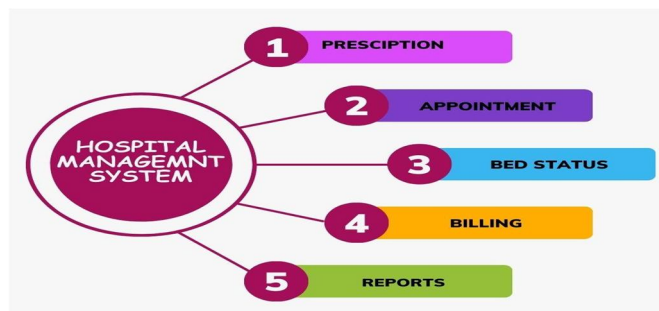 HOSPITAL
MANAGEMNT
SYSTEM
1 PRESCIPTION
2 APPOINTMENT
3 BED STATUS
4 BILLING
5 REPORTS